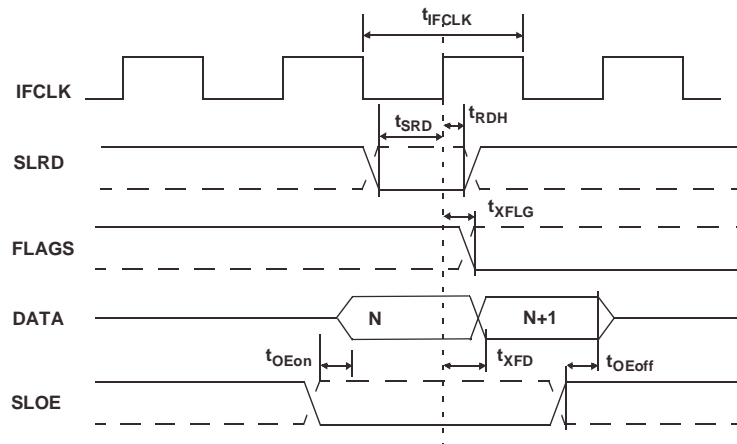 tIFCLK
IFCLK
tSRD
tRDH
SLRD
tXFLG
FLAGS
DATA
N
N+1
tOEon
tXFD
tOEoff
SLOE